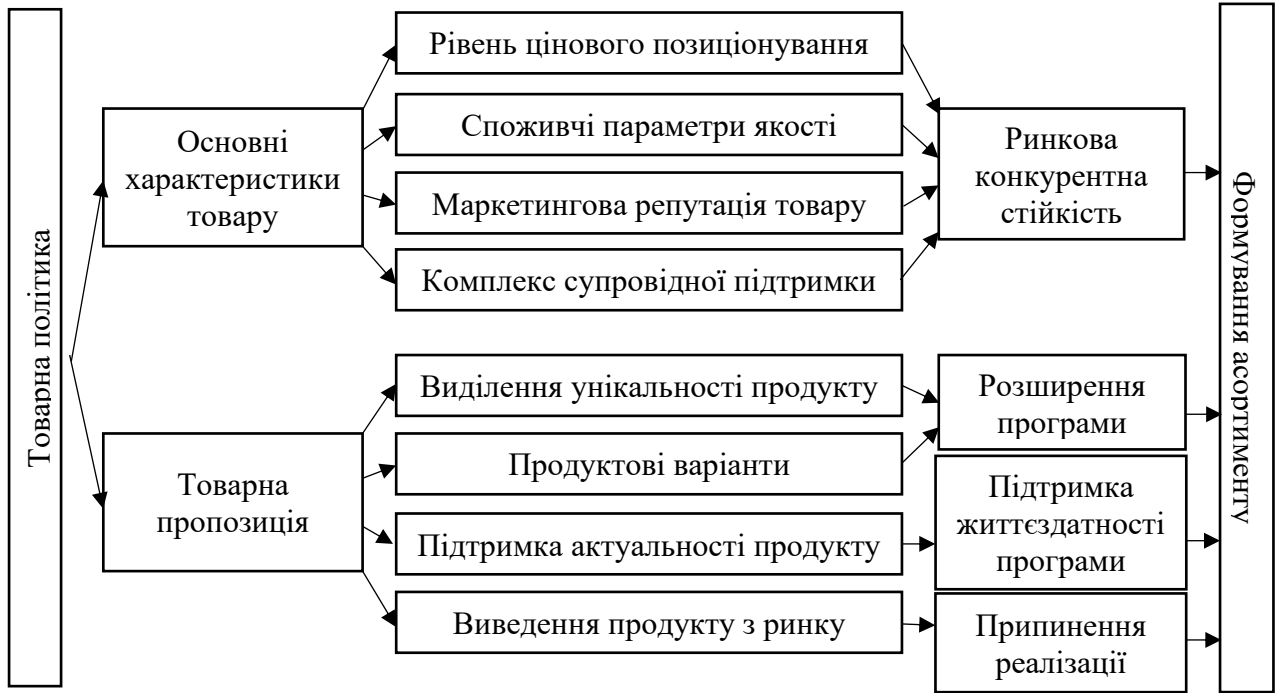 Товарна політика
Основні
характеристики
товару
Рівень цінового позиціонування
Споживчі параметри якості
Маркетингова репутація товару
Комплекс супровідної підтримки
Ринкова
конкурентна
стійкість
Товарна
пропозиція
Виділення унікальності продукту
Продуктові варіанти
Підтримка актуальності продукту
Виведення продукту з ринку
Розширення
програми
Підтримка
життєздатності
програми
Припинення
реалізації
Формування асортименту